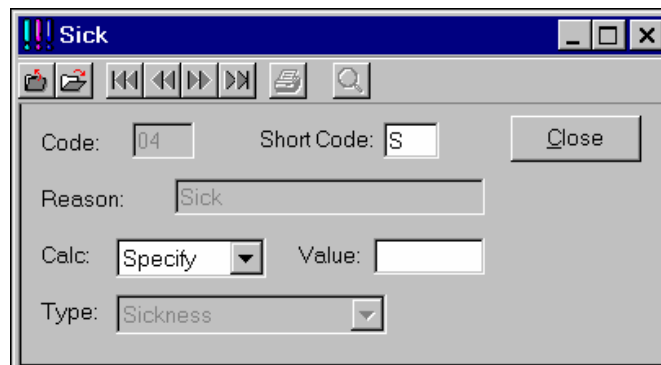 Sick
Code: 04 Short Code: S Close
Reason: Sick
Calc: Specify Value:
Type: Sickness